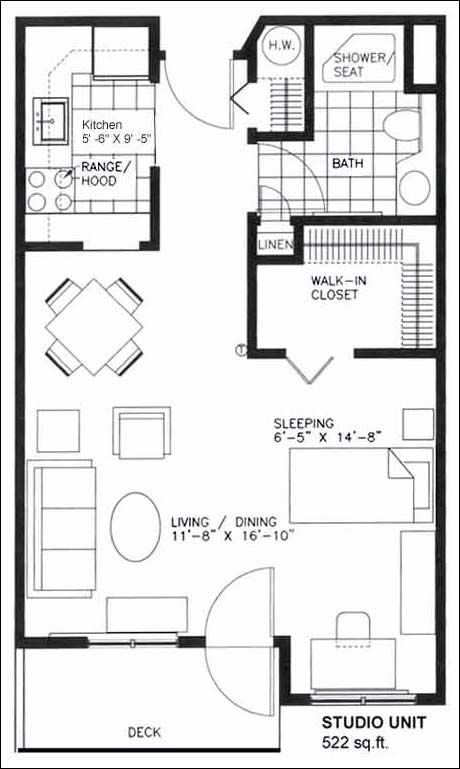 H.W.
SHOWER/
SEAT
Kitchen
5' -6" X 9' -5"
RANGE/
HOOD
BATH
LINEN
WALK-IN
CLOSET
T
SLEEPING
6'-5" X 14'-8"
LIVING / DINING
11'-8" X 16'-10"
DECK
STUDIO UNIT
522 sq.ft.